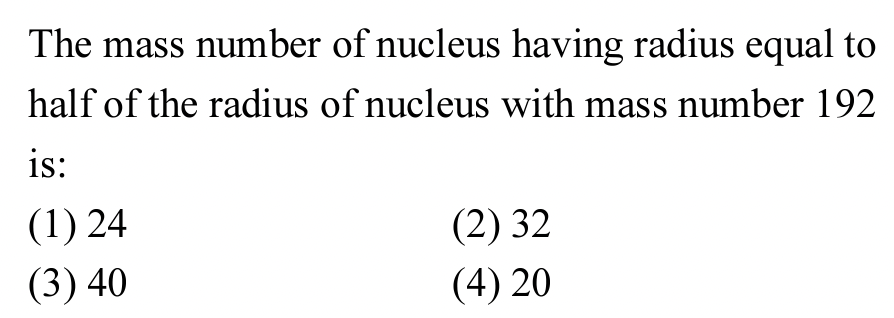 The mass number of nucleus having radius equal to
half of the radius of nucleus with mass number 192
is:
(1) 24 (2) 32
(3) 40 (4) 20